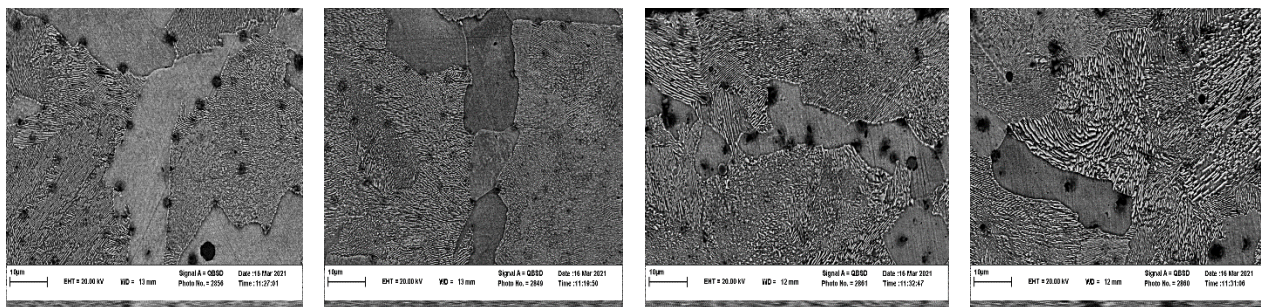 10µm EHT = 20.00 kV WD = 13 mm Signal A = QBSD Date :16 Mar 2021
Photo No. = 2856 Time :11:27:01
10µm EHT = 20.00 kV WD = 13 mm Signal A = QBSD Date :16 Mar 2021
Photo No. = 2849 Time :11:19:50
10µm EHT = 20.00 kV WD = 12 mm Signal A = QBSD Date :16 Mar 2021
Photo No. = 2861 Time :11:32:47
10µm EHT = 20.00 kV WD = 12 mm Signal A = QBSD Date :16 Mar 2021
Photo No. = 2860 Time :11:31:06